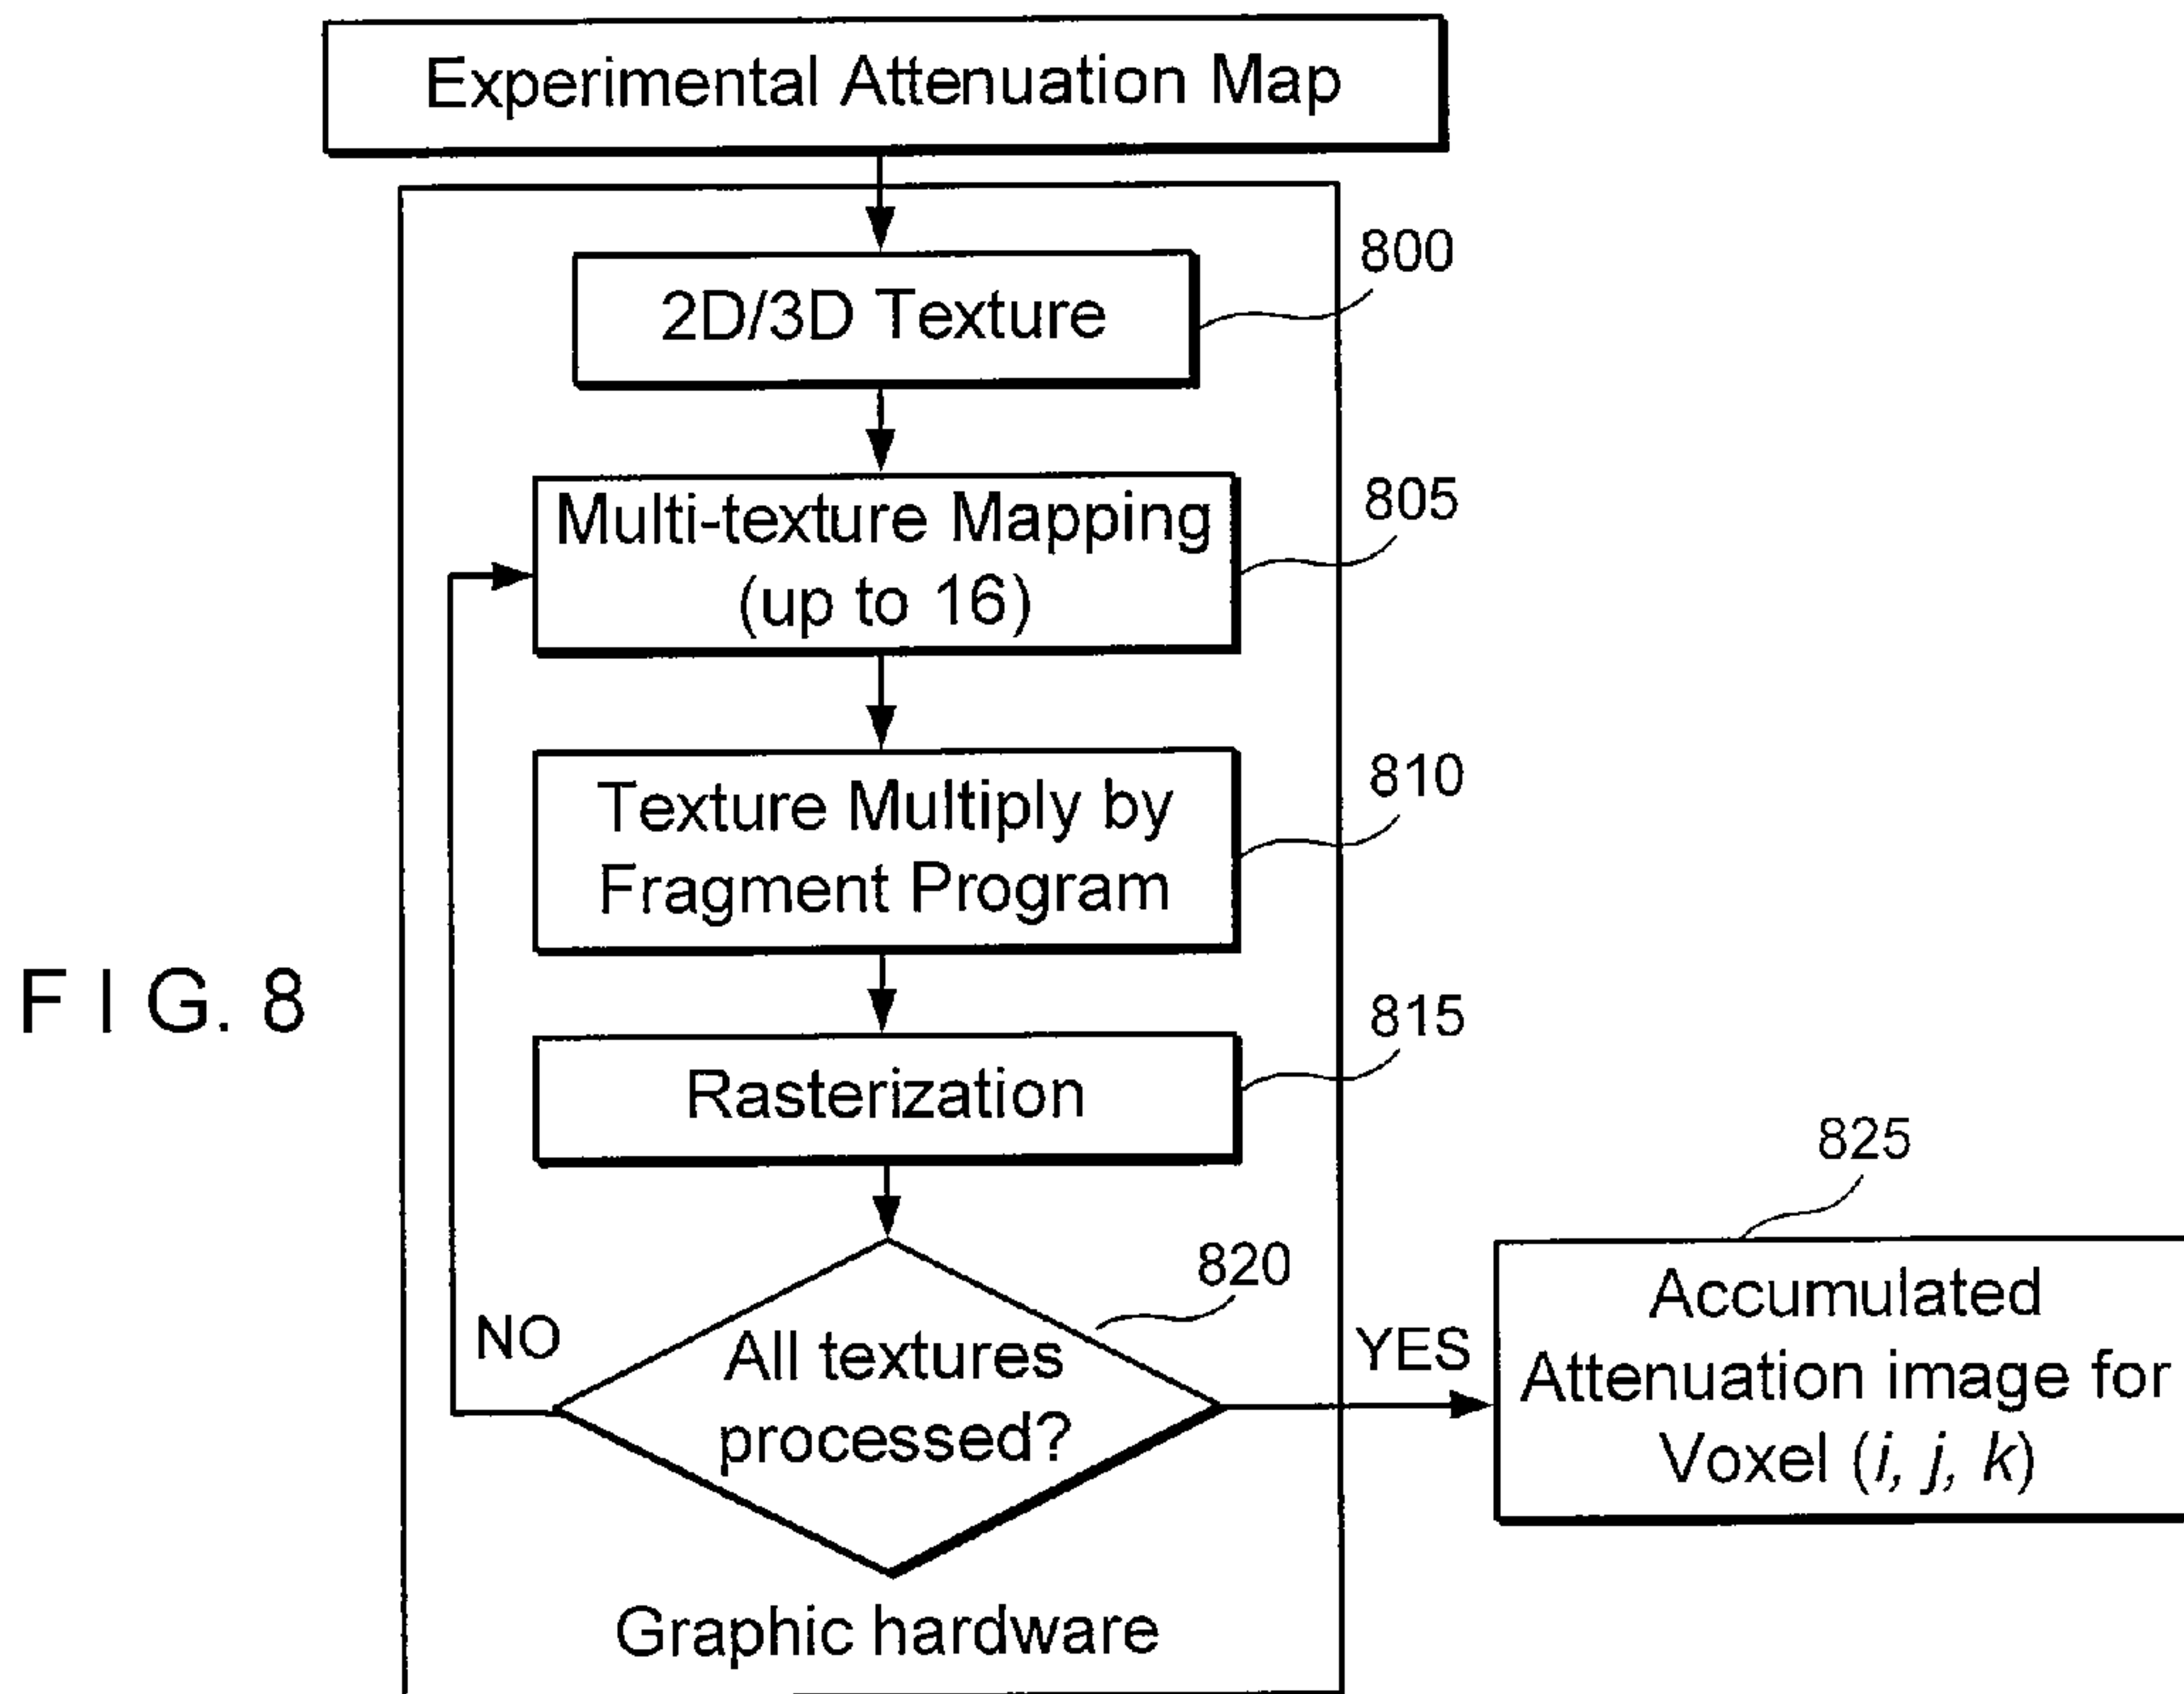 Experimental Attenuation Map
800
2D/3D Texture
805
Multi-texture Mapping
(up to 16)
810
Texture Multiply by
Fragment Program
F I G. 8
815
Rasterization
825
820
NO
All textures
processed?
YES
Accumulated
Attenuation image for
Voxel (i, j, k)
Graphic hardware